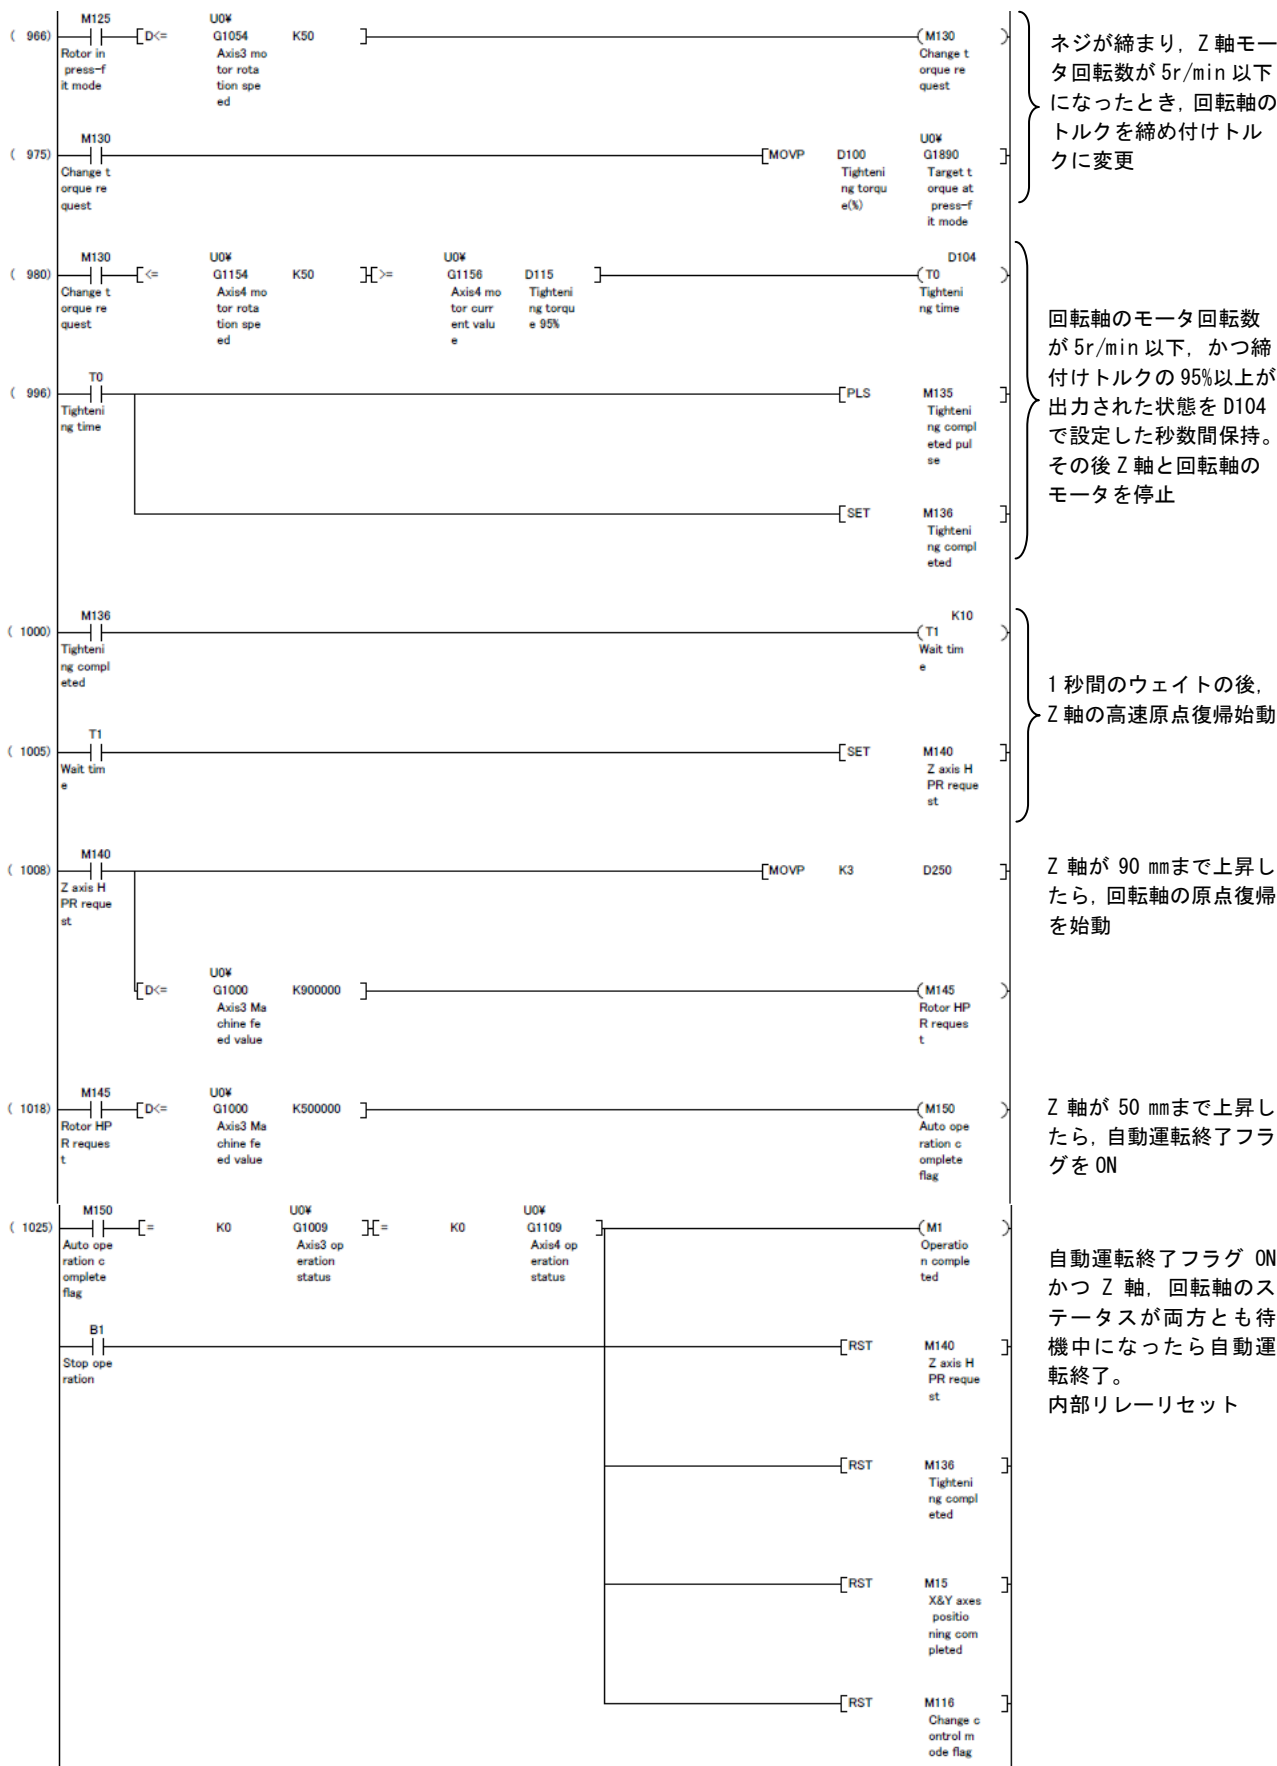 M125 U0¥
( 966) D<= G1054 K50 M130
Rotor in Axis3 mo Change t
press-f tor rota orque re
it mode tion spe quest
ed
ネジが締まり，Z 軸モー
タ回転数が 5r/min 以下
になったとき，回転軸の
トルクを締め付けトル
クに変更
M130 U0¥
( 975) MOVP D100 G1890
Change t Tighteni Target t
orque re ng torqu orque at
quest e(%) press-f
it mode
M130 U0¥ U0¥ D104
( 980) <= G1154 K50 >= G1156 D115 T0
Change t Axis4 mo Axis4 mo Tighteni Tighteni
orque re tor rota tor curr ng torqu ng time
quest tion spe ent valu e 95%
ed e
回転軸のモータ回転数
が 5r/min 以下，かつ締
付けトルクの 95%以上が
出力された状態を D104
で設定した秒数間保持。
その後 Z 軸と回転軸の
モータを停止
T0
( 996) PLS M135
Tighteni Tighteni
ng time ng compl
eted pul
se
SET M136
Tighteni
ng compl
eted
M136 K10
( 1000) T1
Tighteni Wait tim
ng compl e
eted
1 秒間のウェイトの後，
Z 軸の高速原点復帰始動
T1
( 1005) SET M140
Wait tim Z axis H
e PR reque
st
M140
( 1008) MOVP K3 D250
Z axis H
PR reque
st
Z 軸が 90 ㎜まで上昇し
たら，回転軸の原点復帰
を始動
U0¥
D<= G1000 K900000 M145
Axis3 Ma Rotor HP
chine fe R reques
ed value t
M145 U0¥
( 1018) D<= G1000 K500000 M150
Rotor HP Axis3 Ma Auto ope
R reques chine fe ration c
t ed value omplete
flag
Z 軸が 50 ㎜まで上昇し
たら，自動運転終了フラ
グを ON
M150 U0¥ U0¥
( 1025) = K0 G1009 = K0 G1109 M1
Auto ope Axis3 op Axis4 op Operatio
ration c eration eration n comple
omplete status status ted
flag
自動運転終了フラグ ON
かつ Z 軸，回転軸のス
テータスが両方とも待
機中になったら自動運
転終了。
内部リレーリセット
B1
RST M140
Stop ope Z axis H
ration PR reque
st
RST M136
Tighteni
ng compl
eted
RST M15
X&Y axes
positio
ning com
pleted
RST M116
Change c
ontrol m
ode flag